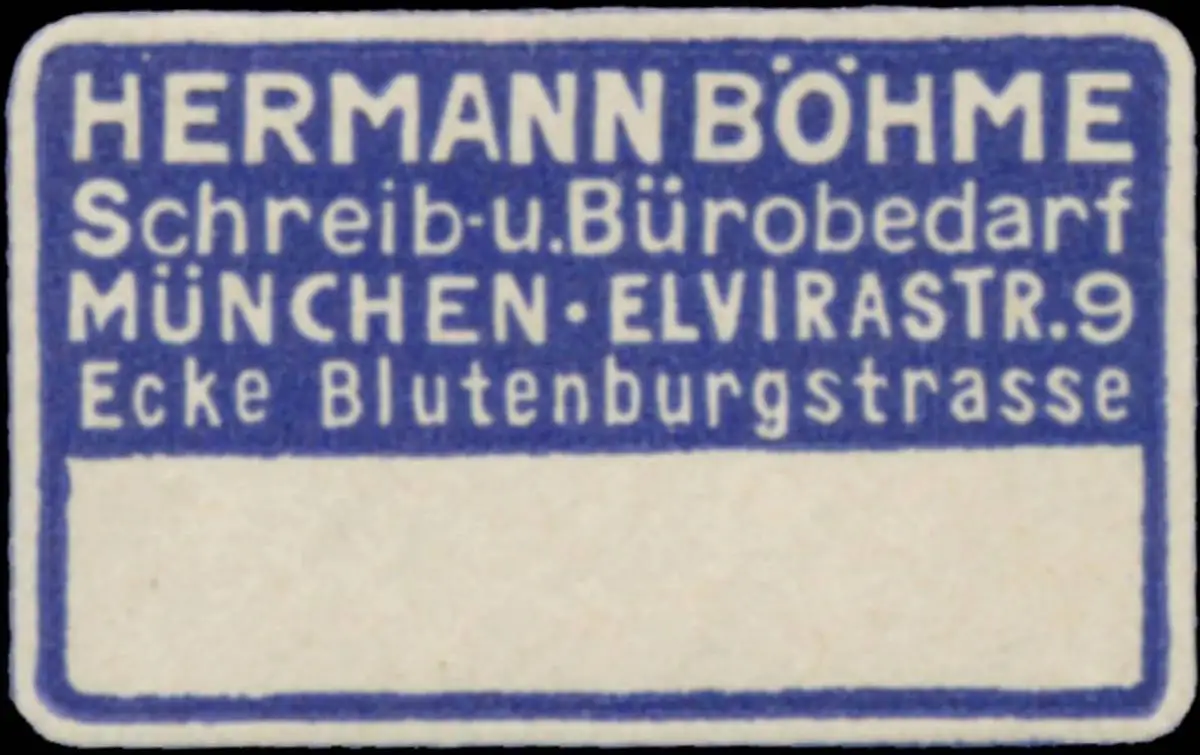 HERMANN BÖHME
Schreib-u.Bürobedarf
MÜNCHEN · ELVIRASTR.9
Ecke Blutenburgstrasse